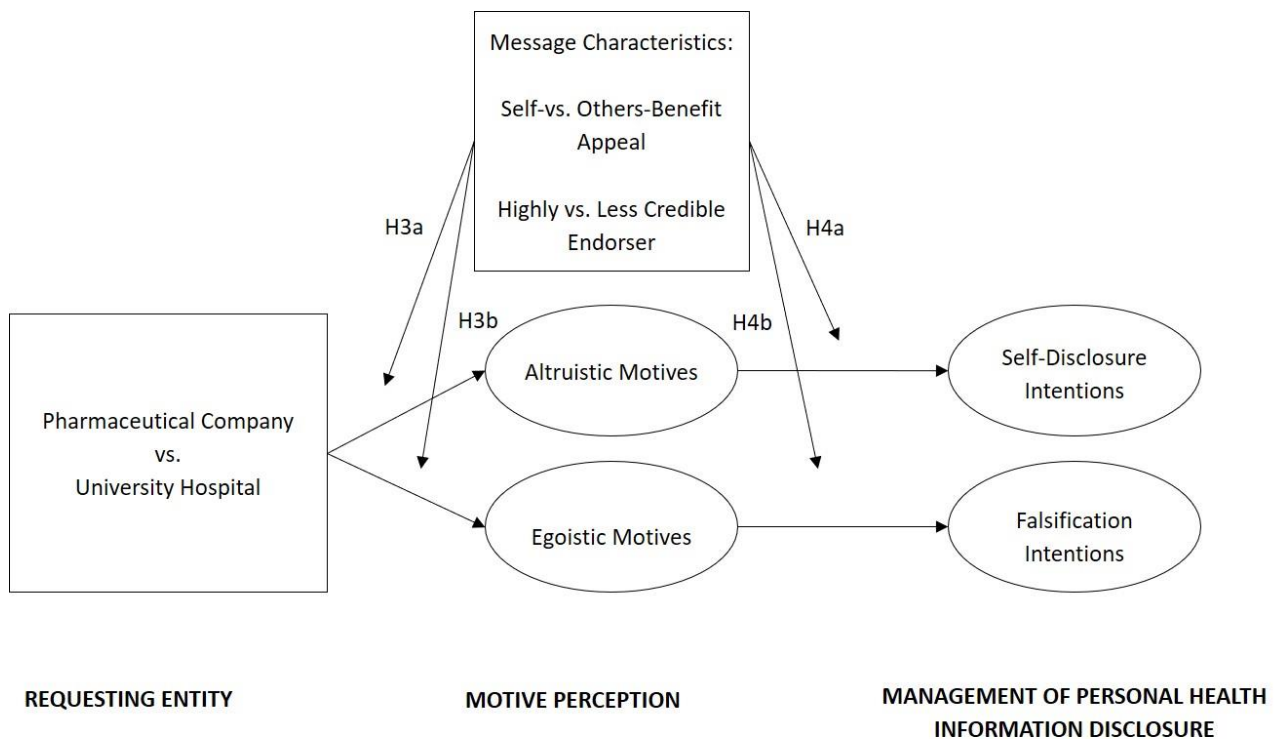 Message Characteristics:
Self-vs. Others-Benefit
Appeal
Highly vs. Less Credible
Endorser
H3a
H4a
H3b
H4b
Pharmaceutical Company
vs.
University Hospital
Altruistic Motives
Self-Disclosure
Intentions
Egoistic Motives
Falsification
Intentions
REQUESTING ENTITY
MOTIVE PERCEPTION
MANAGEMENT OF PERSONAL HEALTH
INFORMATION DISCLOSURE